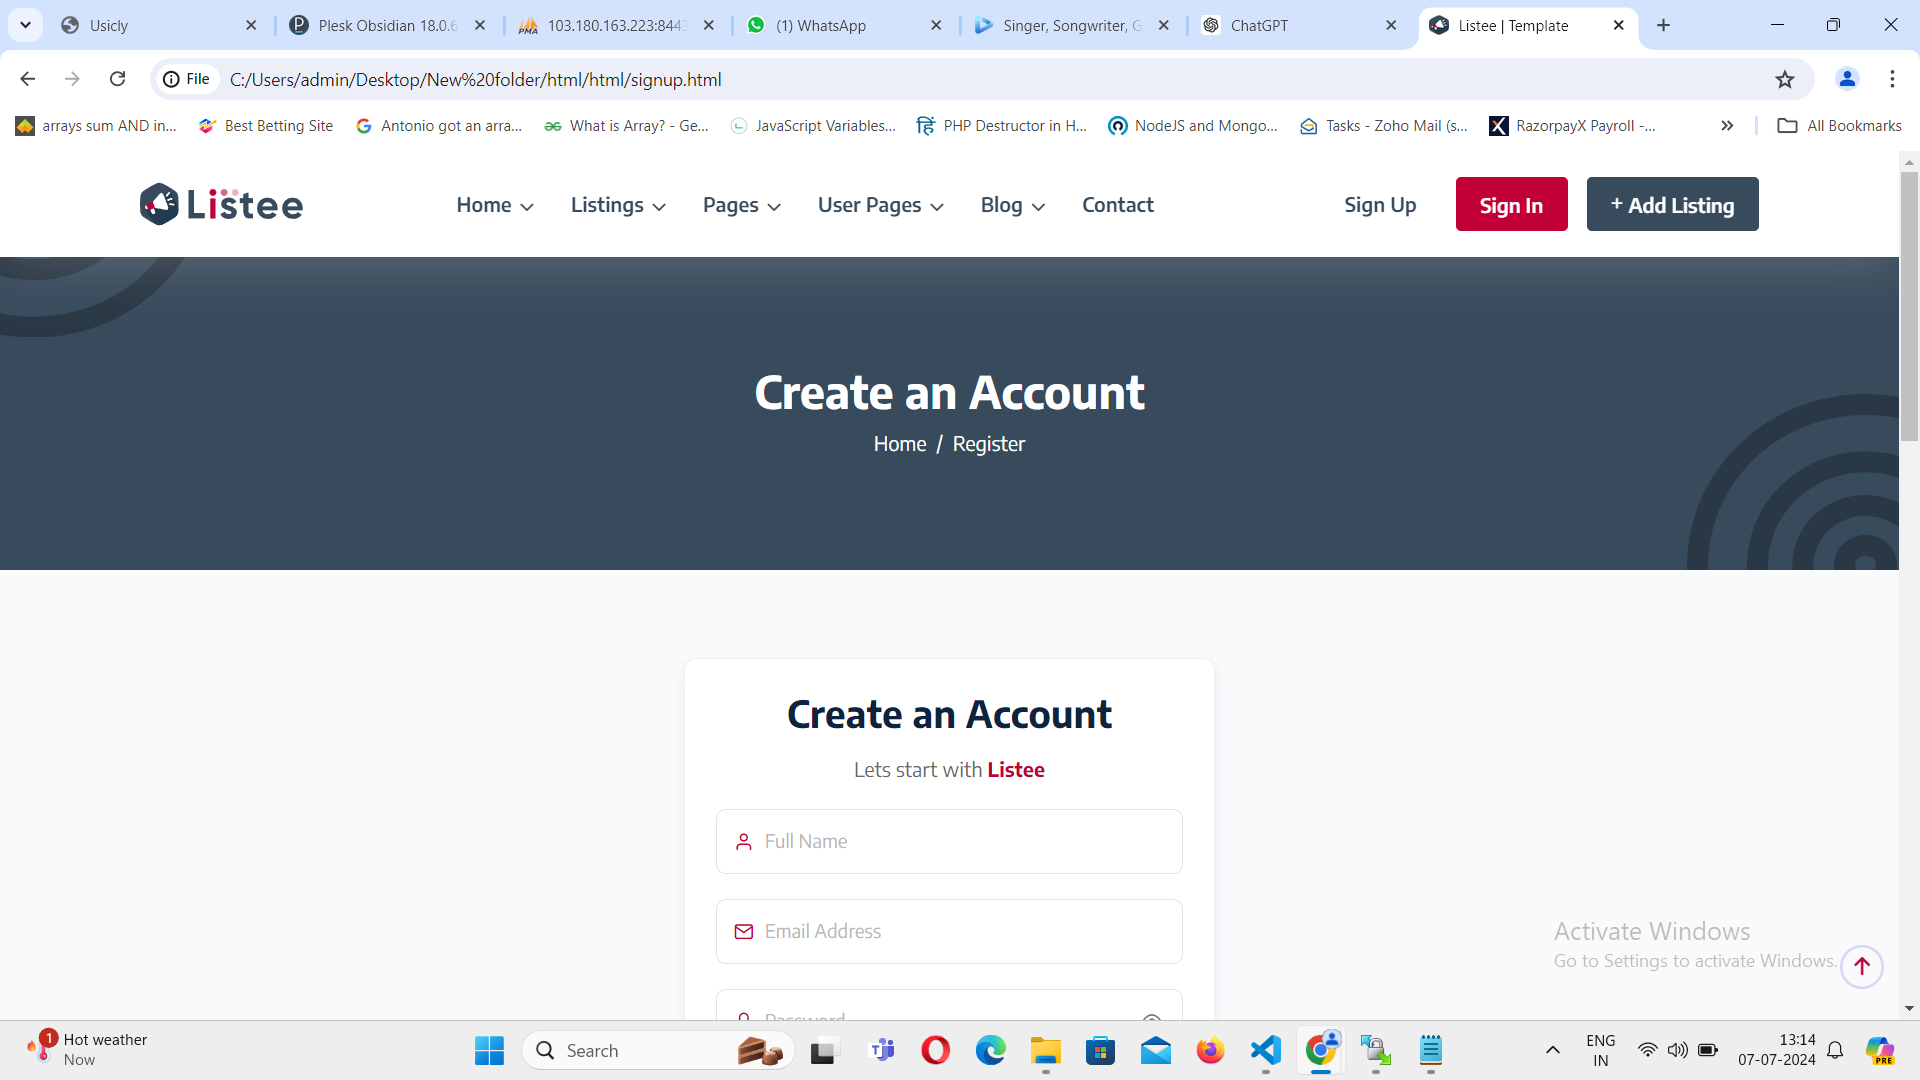 Usicly
Plesk Obsidian 18.0.6
PMA 103.180.163.223:8443
(1) WhatsApp
Singer, Songwriter, G
ChatGPT
Listee | Template
File C:/Users/admin/Desktop/New%20folder/html/html/signup.html
arrays sum AND in...
Best Betting Site
Antonio got an arra...
What is Array? - Ge...
JavaScript Variables...
PHP Destructor in H...
NodeJS and Mongo...
Tasks - Zoho Mail (s...
RazorpayX Payroll -...
All Bookmarks
Listee
Home
Listings
Pages
User Pages
Blog
Contact
Sign Up
Sign In
+ Add Listing
Create an Account
Home / Register
Create an Account
Lets start with Listee
Full Name
Email Address
Password
Activate Windows
Go to Settings to activate Windows.
1
Hot weather
Now
Search
ENG
IN
13:14
07-07-2024
PRE